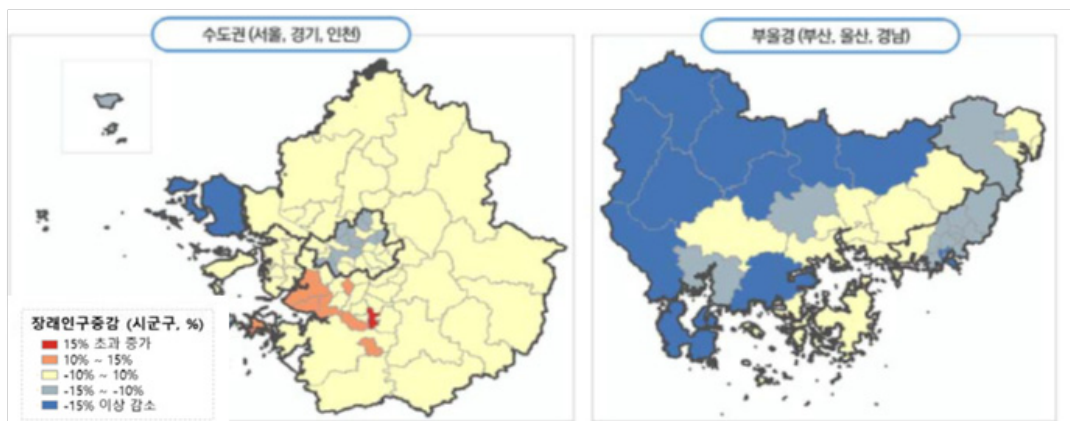 수도권 (서울, 경기, 인천)
부울경 (부산, 울산, 경남)
장래인구증감 (시군구, %)
15% 초과 증가
10% ~ 15%
-10% ~ 10%
-15% ~ -10%
-15% 이상 감소